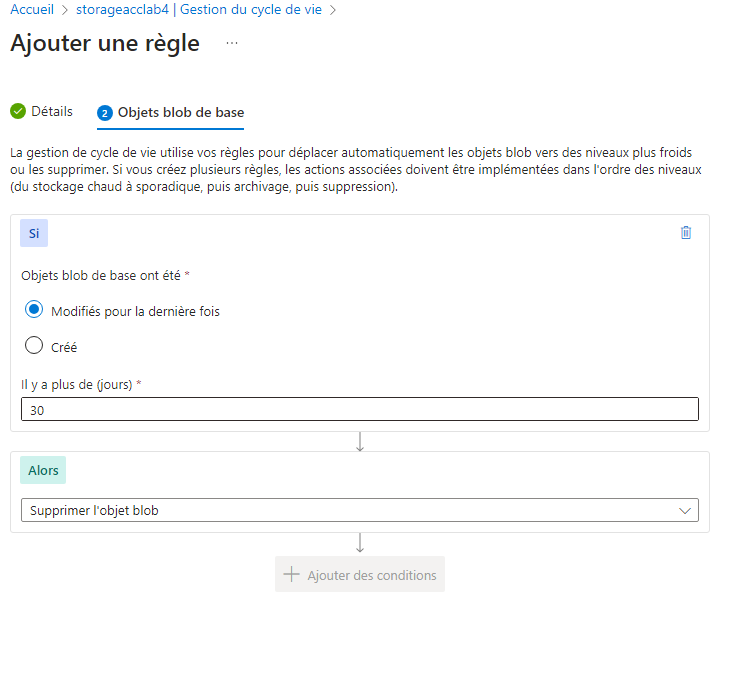 Accueil > storageacclab4 | Gestion du cycle de vie >
Ajouter une règle ...
Détails
2 Objets blob de base
La gestion de cycle de vie utilise vos règles pour déplacer automatiquement les objets blob vers des niveaux plus froids
ou les supprimer. Si vous créez plusieurs règles, les actions associées doivent être implémentées dans l'ordre des niveaux
(du stockage chaud à sporadique, puis archivage, puis suppression).
Si
Objets blob de base ont été *
Modifiés pour la dernière fois
Créé
Il y a plus de (jours) *
30
Alors
Supprimer l'objet blob
+ Ajouter des conditions